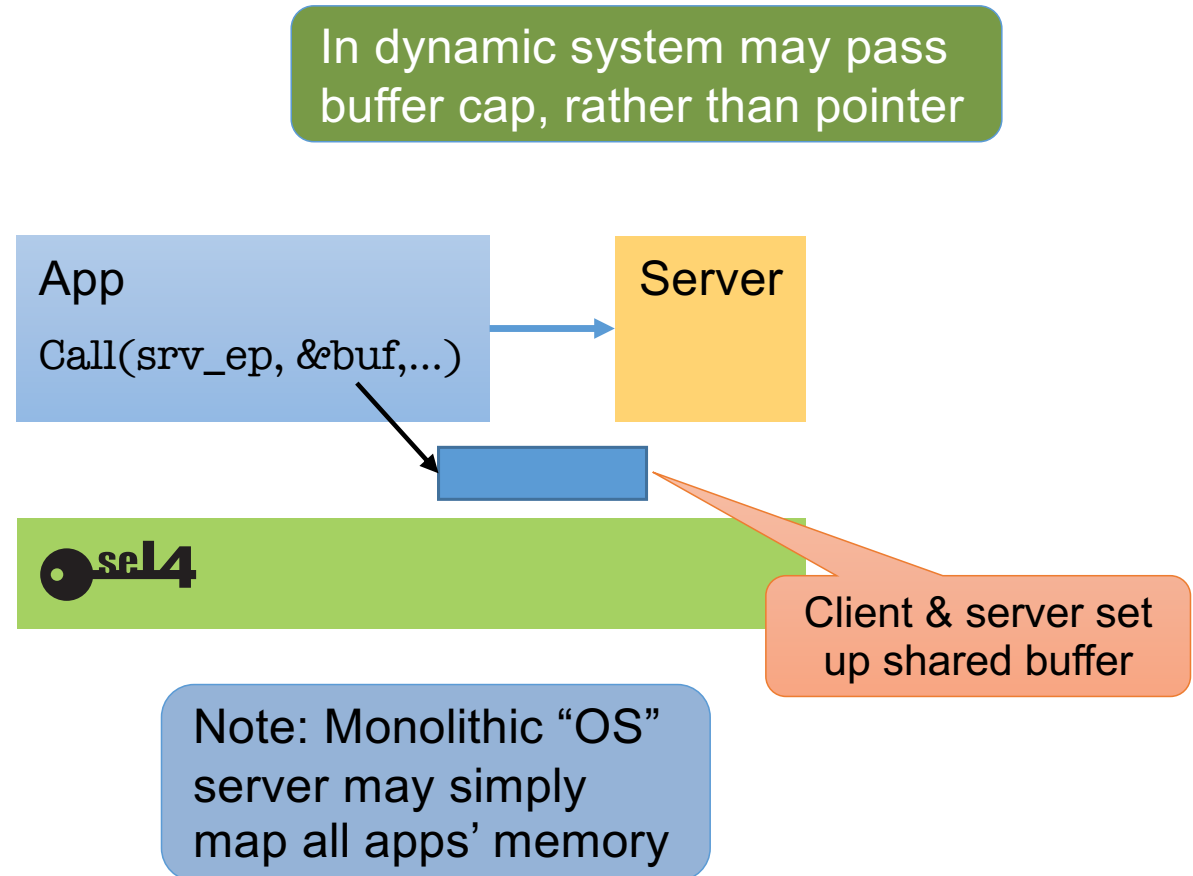 In dynamic system may pass
buffer cap, rather than pointer
App
Server
Call(srv_ep, &buf,...)
seL4
Client & server set
up shared buffer
Note: Monolithic “OS”
server may simply
map all apps’ memory